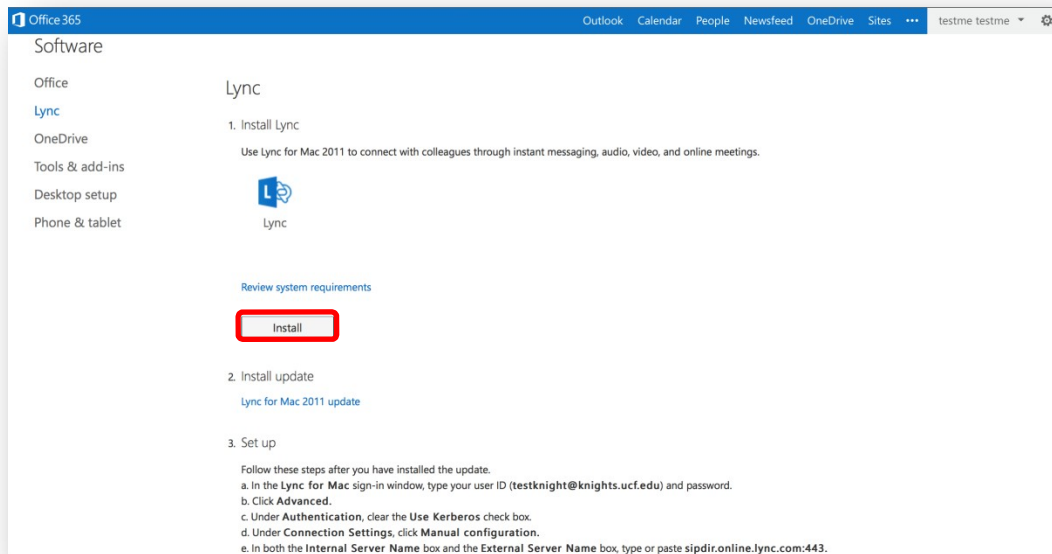 Office 365 Outlook Calendar People Newsfeed OneDrive Sites ••• testme testme
Software
Office
Lync
OneDrive
Tools & add-ins
Desktop setup
Phone & tablet
Lync
1. Install Lync
Use Lync for Mac 2011 to connect with colleagues through instant messaging, audio, video, and online meetings.
L
Lync
Review system requirements
Install
2. Install update
Lync for Mac 2011 update
3. Set up
Follow these steps after you have installed the update.
a. In the Lync for Mac sign-in window, type your user ID (testknight@knights.ucf.edu) and password.
b. Click Advanced.
c. Under Authentication, clear the Use Kerberos check box.
d. Under Connection Settings, click Manual configuration.
e. In both the Internal Server Name box and the External Server Name box, type or paste sipdir.online.lync.com:443.